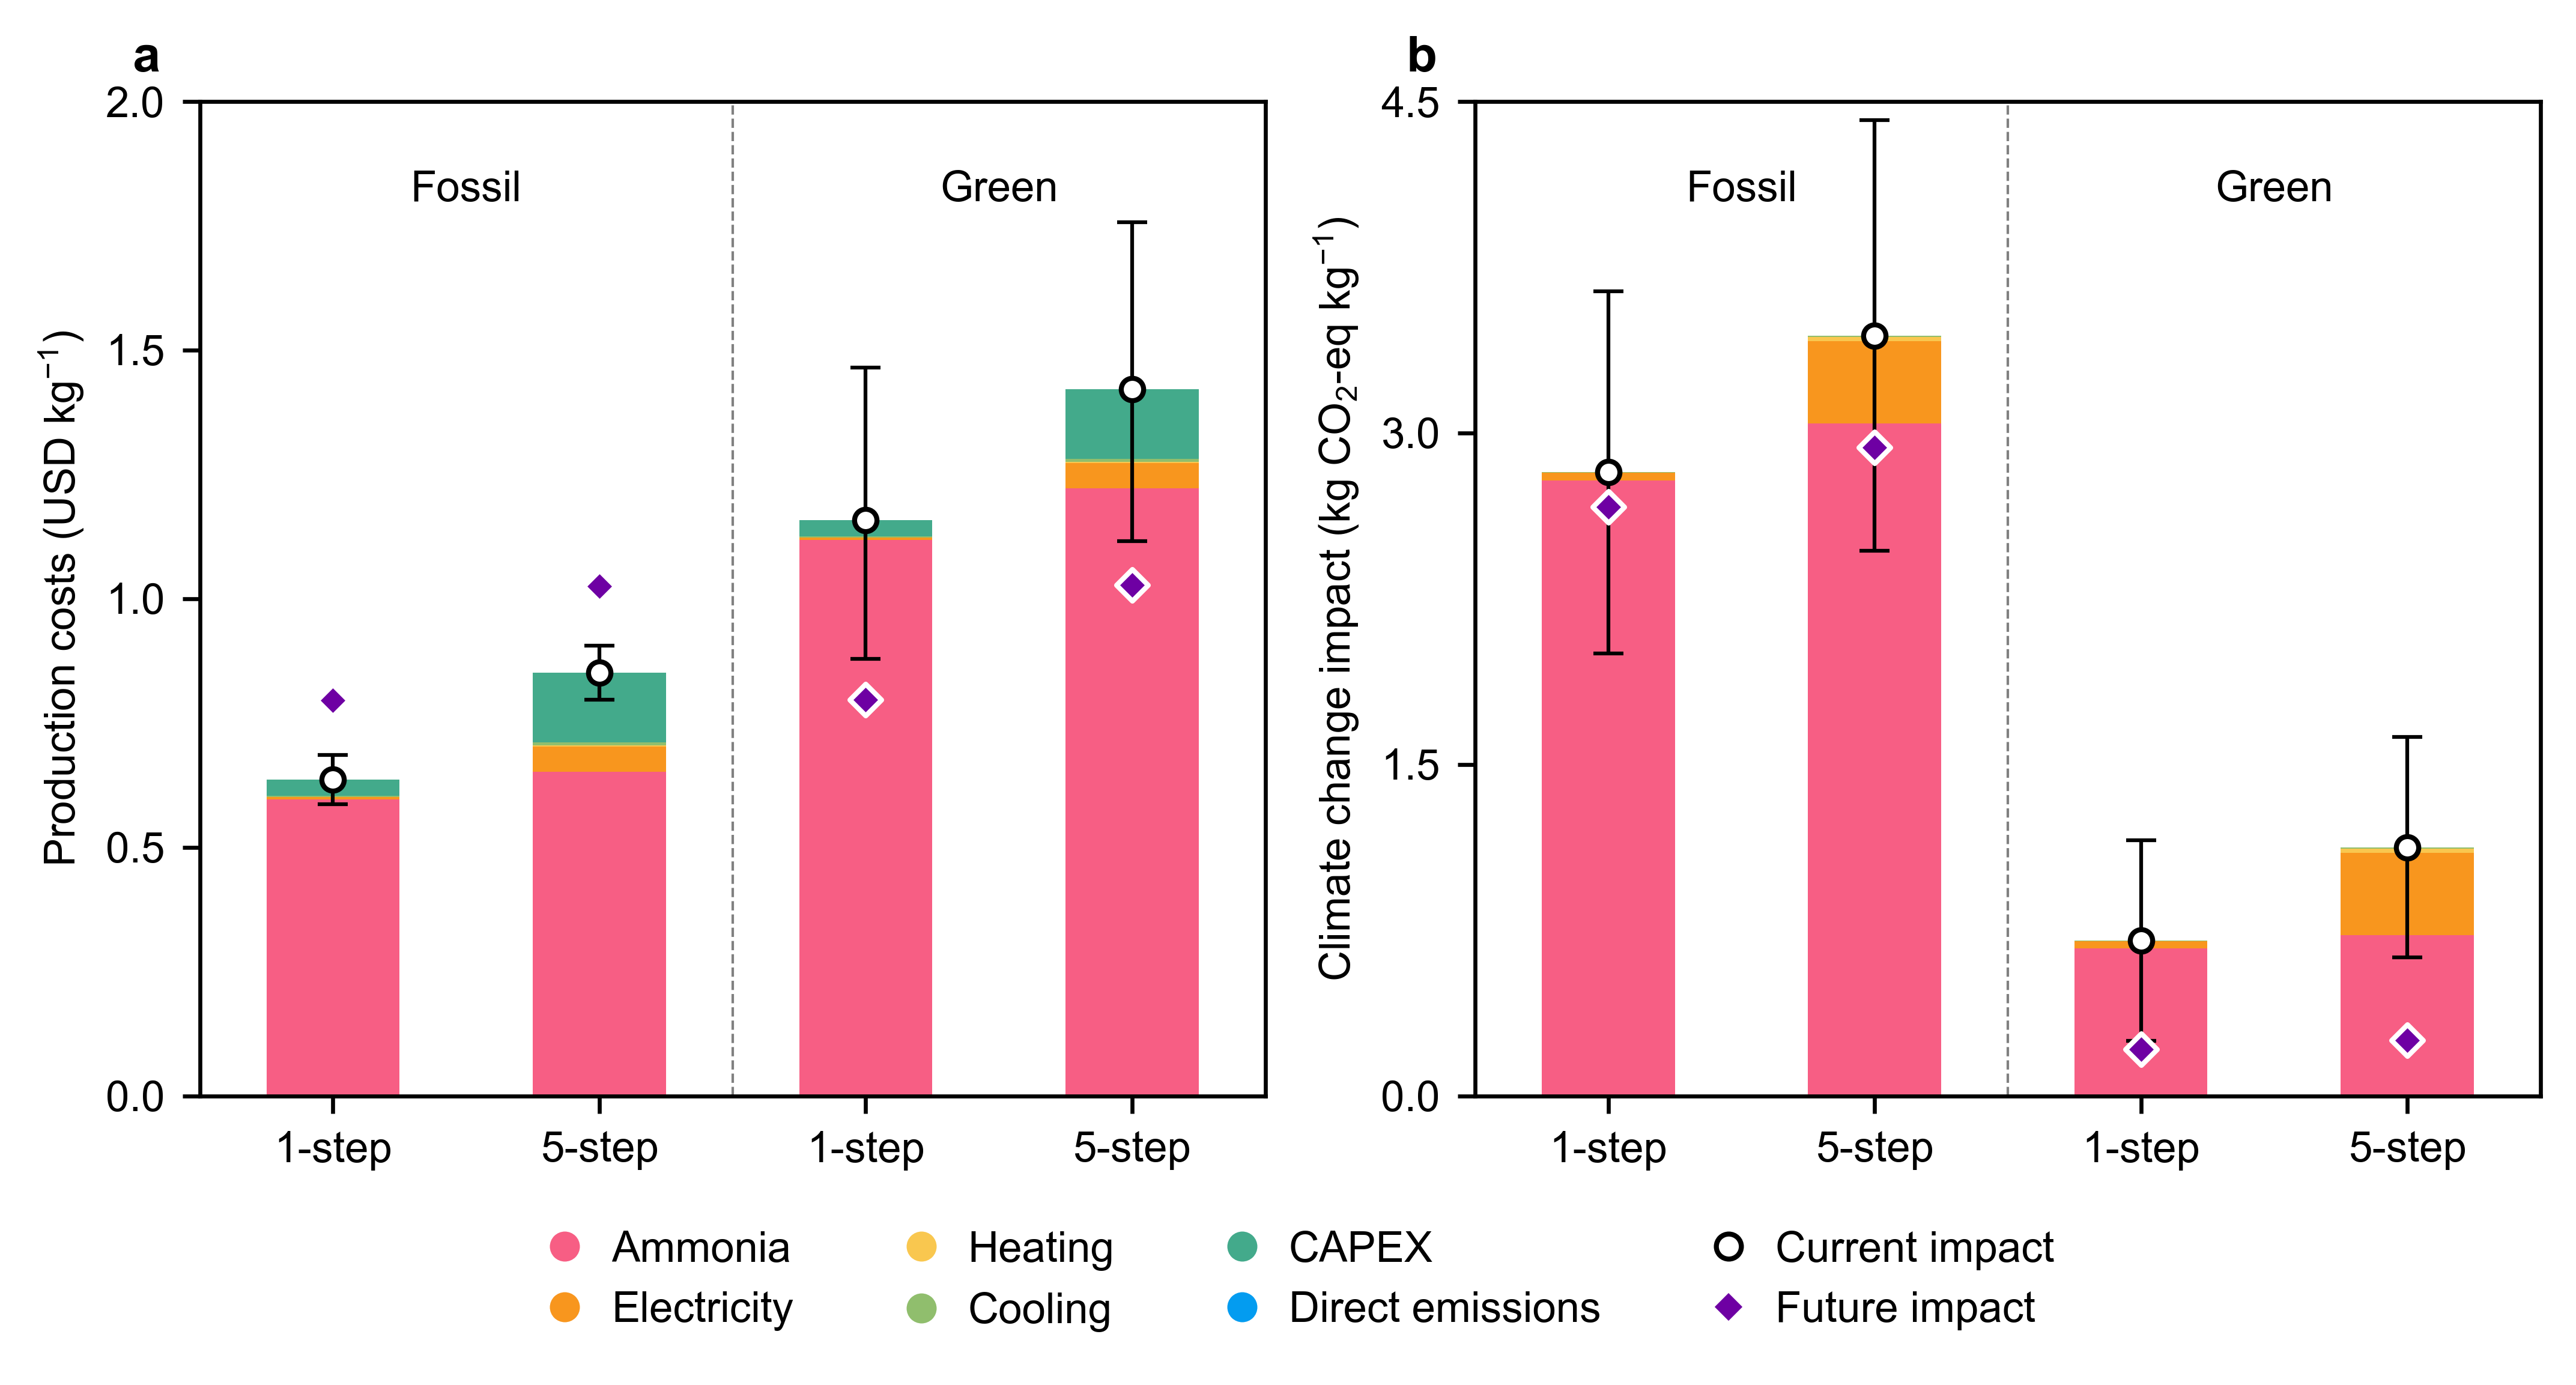 a
Production costs (USD kg⁻¹)
2.0
1.5
1.0
0.5
0.0
Fossil
Green
1-step
5-step
1-step
5-step
b
Climate change impact (kg CO₂-eq kg⁻¹)
4.5
3.0
1.5
0.0
Fossil
Green
1-step
5-step
1-step
5-step
Ammonia
Heating
CAPEX
Current impact
Electricity
Cooling
Direct emissions
Future impact